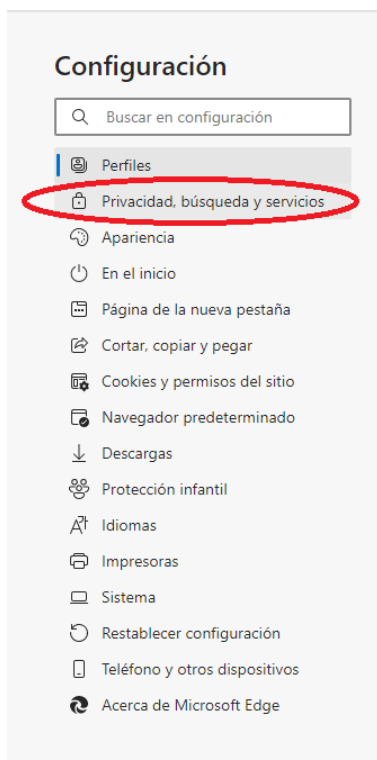 Configuración
Buscar en configuración
Perfiles
Privacidad, búsqueda y servicios
Apariencia
En el inicio
Página de la nueva pestaña
Cortar, copiar y pegar
Cookies y permisos del sitio
Navegador predeterminado
Descargas
Protección infantil
Idiomas
Impresoras
Sistema
Restablecer configuración
Teléfono y otros dispositivos
Acerca de Microsoft Edge